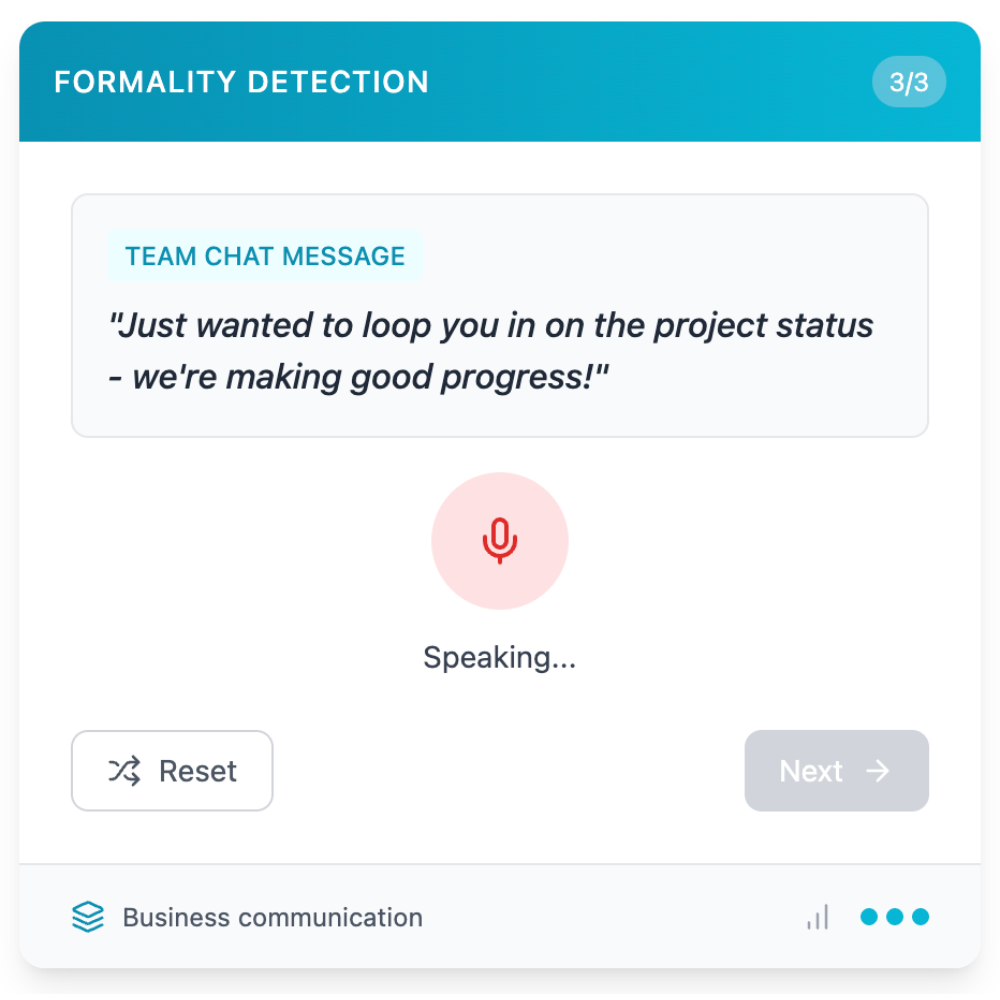 FORMALITY DETECTION
3/3
TEAM CHAT MESSAGE
"Just wanted to loop you in on the project status
- we're making good progress!"
Speaking...
Reset
Next
Business communication